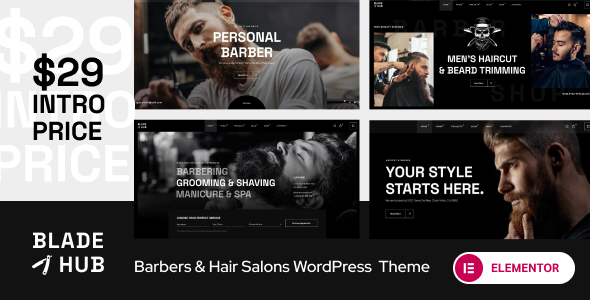 $29
INTRO
PRICE
$29
INTRO
PRICE
PERSONAL
BARBER
MEN'S HAIRCUT
& BEARD TRIMMING
BARBERING
GROOMING & SHAVING
MANICURE & SPA
YOUR STYLE
STARTS HERE.
BLADE
HUB
Barbers & Hair Salons WordPress Theme
ELEMENTOR